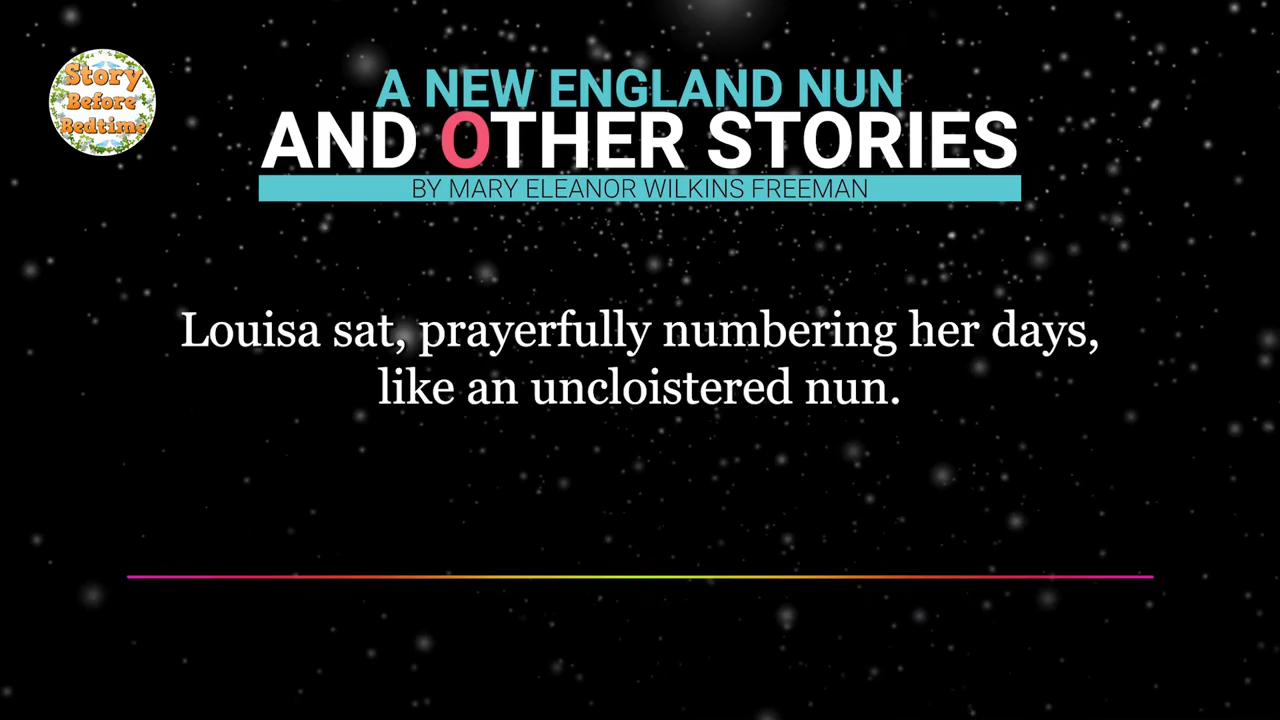 Story
Before
Bedtime
A NEW ENGLAND NUN
AND OTHER STORIES
BY MARY ELEANOR WILKINS FREEMAN
Louisa sat, prayerfully numbering her days,
like an uncloistered nun.